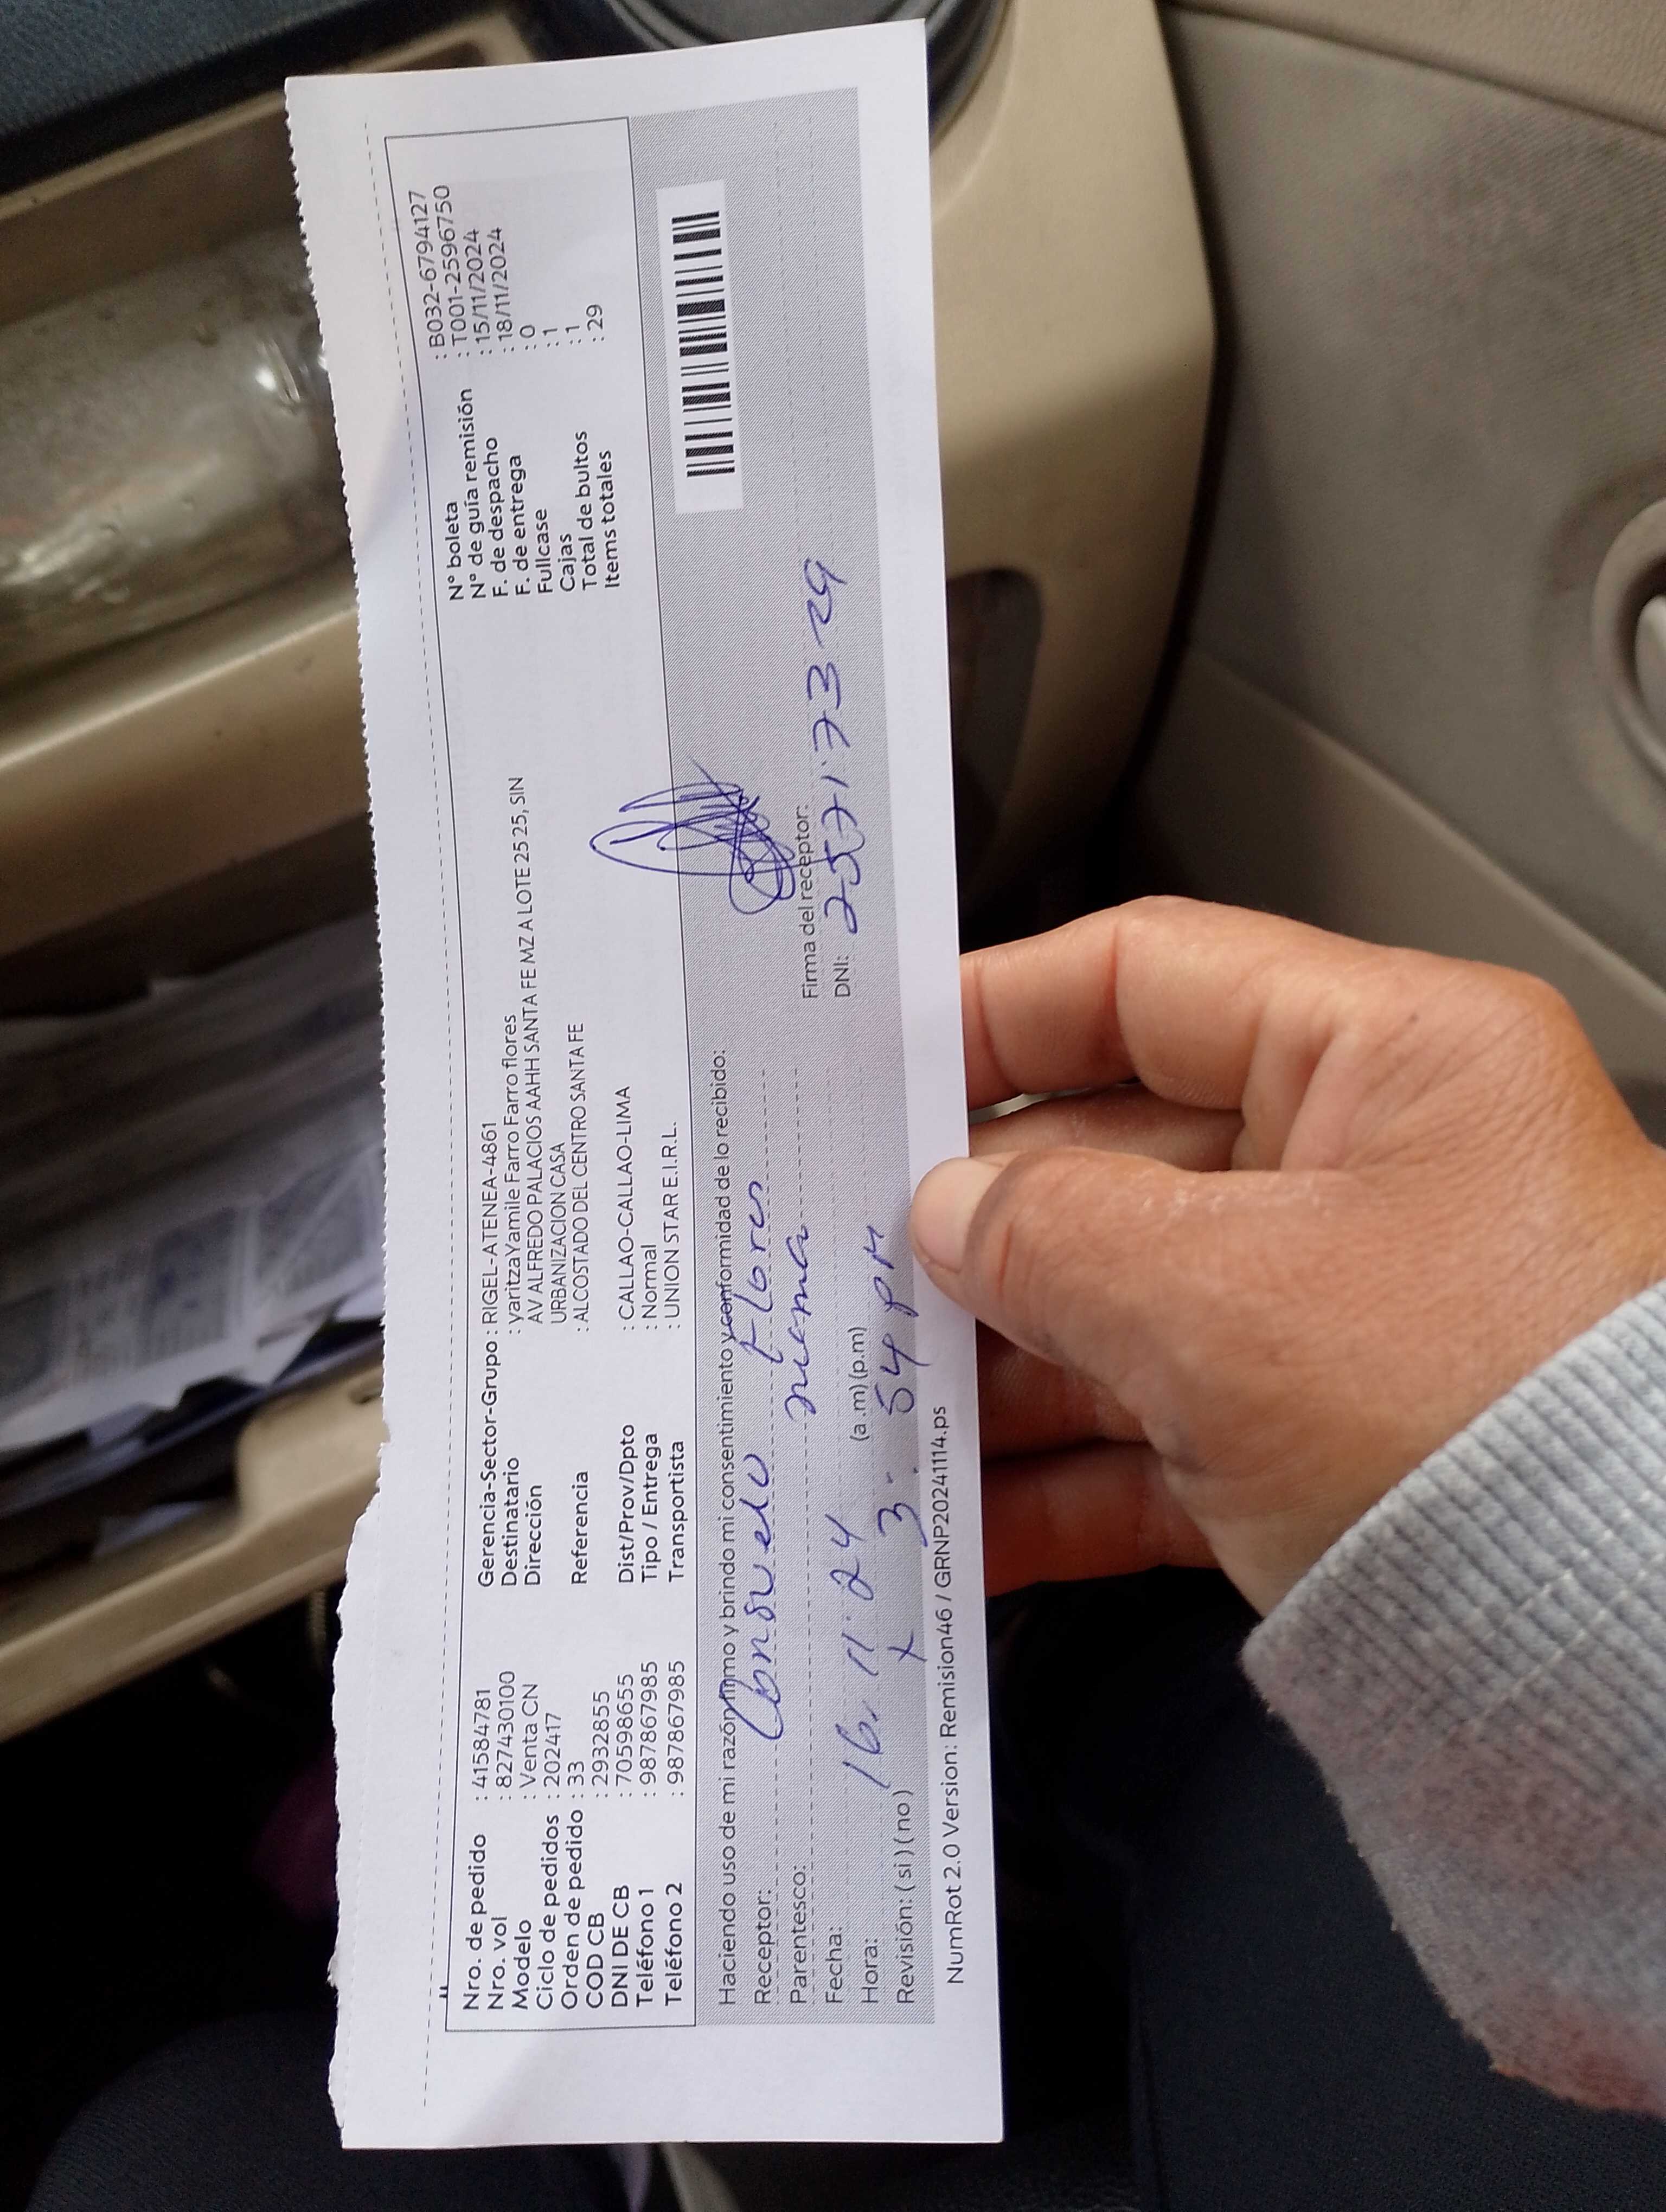 Nro. de pedido : 41584781
Nro. vol : 827430100
Modelo : Venta CN
Ciclo de pedidos : 202417
Orden de pedido : 33
COD CB : 2932855
DNI DE CB : 70598655
Teléfono 1 : 987867985
Teléfono 2 : 987867985
Gerencia-Sector-Grupo : RIGEL-ATENEA-4861
Destinatario : yaritza Yamile Farro Farro flores
Dirección AV ALFREDO PALACIOS AAHH SANTA FE MZ A LOTE 25 25, SIN
URBANIZACION CASA
Referencia : ALCOSTADO DEL CENTRO SANTA FE
Dist/Prov/Dpto : CALLAO-CALLAO-LIMA
Tipo / Entrega : Normal
Transportista : UNION STAR E.I.R.L.
N° boleta : B032-6794127
N° de guía remisión : T001-2596750
F. de despacho : 15/11/2024
F. de entrega : 18/11/2024
Fullcase : 0
Cajas : 1
Total de bultos : 1
Items totales : 29
Haciendo uso de mi razón firmo y brindo mi consentimiento y conformidad de lo recibido:
Receptor: Consuelo Flores
Parentesco: mama
Fecha: 16. 11. 24
Hora: (a.m) (p.m) 3:54 PM
Revisión: ( si ) ( no ) x
Firma del receptor:
DNI: 25717329
NumRot 2.0 Version: Remision46 / GRNP20241114.ps